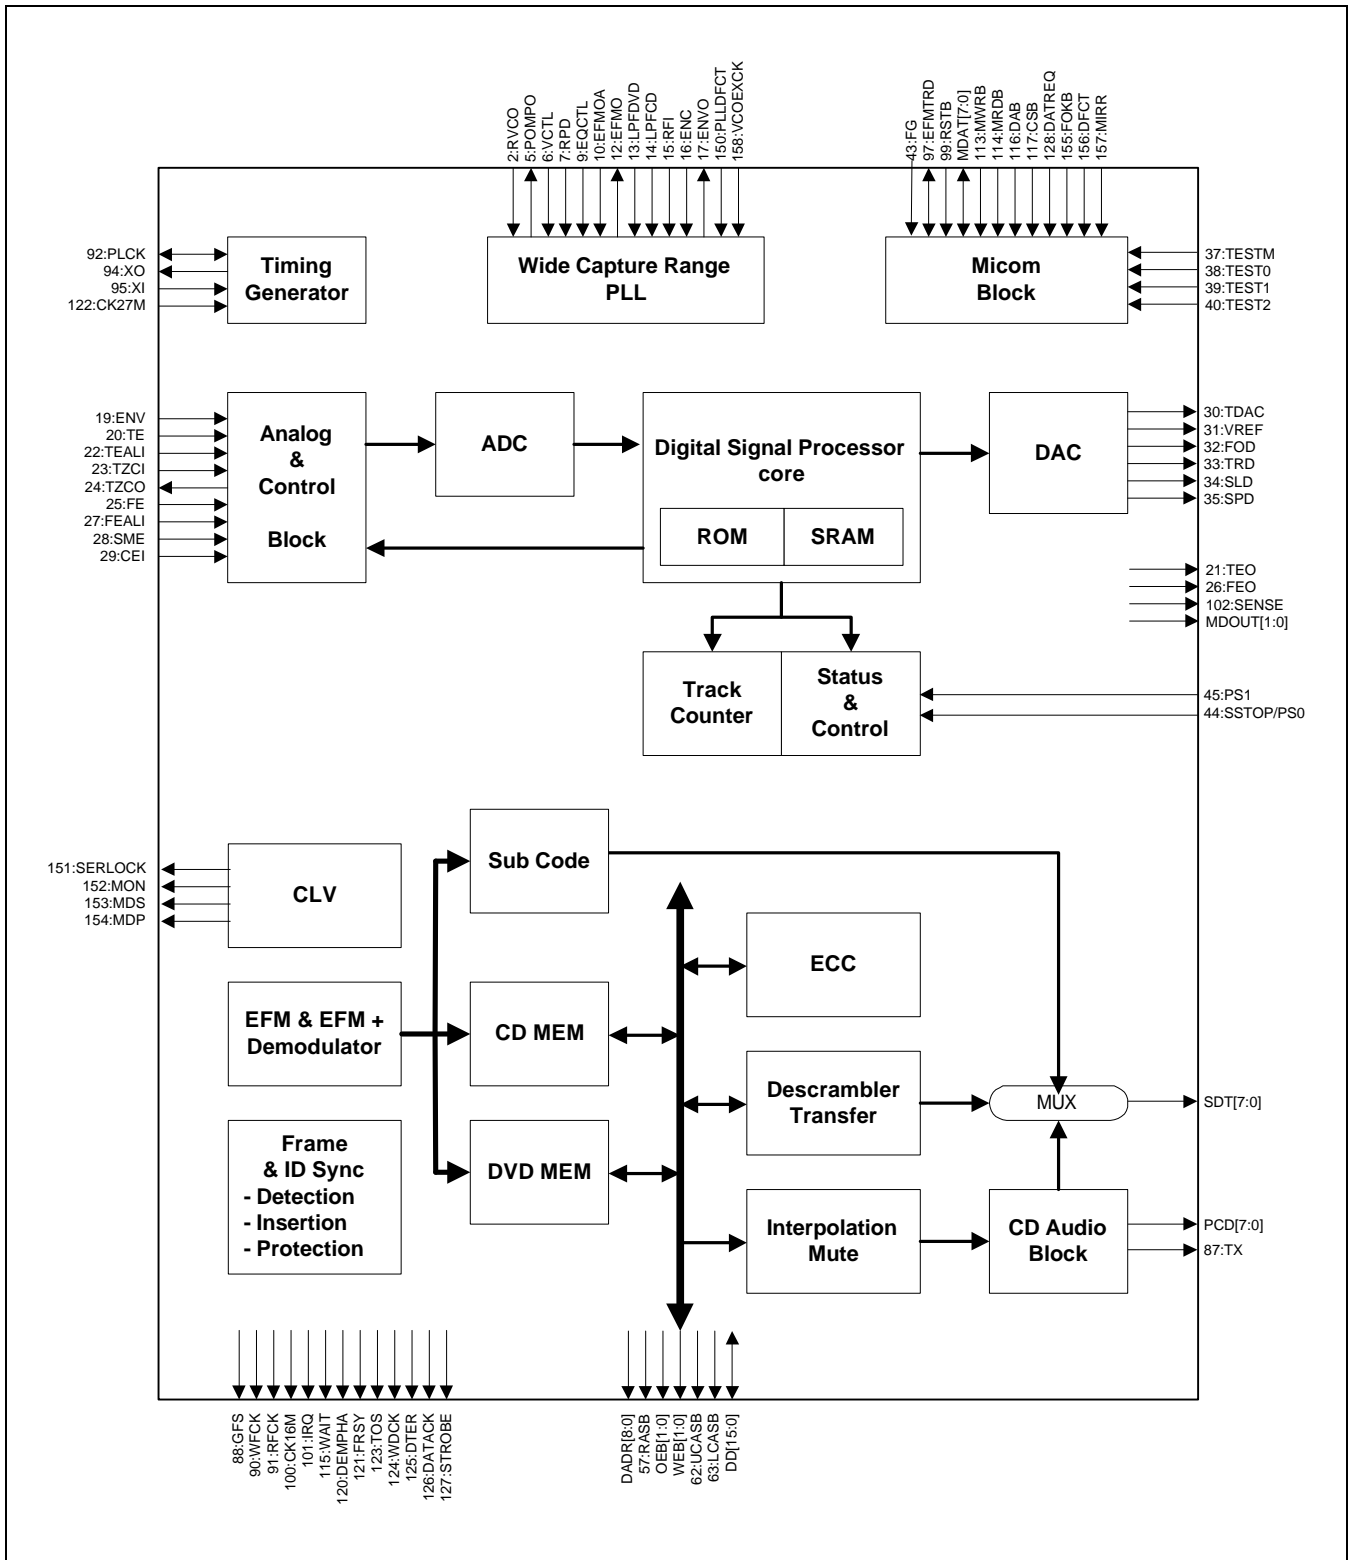 2:RVCO
5:POMPO
6:VCTL
7:RPD
9:EQCTL
10:EFMOA
12:EFMO
13:LPFDVD
14:LPFCD
15:RFI
16:ENC
17:ENVO
150:PLLDFCT
158:VCOEXCK
43:FG
97:EFMTRD
99:RSTB
MDAT[7:0]
113:MWRB
114:MRDB
116:DAB
117:CSB
128:DATREQ
155:FOKB
156:DFCT
157:MIRR
92:PLCK
94:XO
95:XI
122:CK27M
Timing
Generator
Wide Capture Range
PLL
Micom
Block
37:TESTM
38:TEST0
39:TEST1
40:TEST2
19:ENV
20:TE
22:TEALI
23:TZCI
24:TZCO
25:FE
27:FEALI
28:SME
29:CEI
Analog
&
Control
Block
ADC
Digital Signal Processor
core
ROM
SRAM
DAC
30:TDAC
31:VREF
32:FOD
33:TRD
34:SLD
35:SPD
21:TEO
26:FEO
102:SENSE
MDOUT[1:0]
Track
Counter
Status
&
Control
45:PS1
44:SSTOP/PS0
151:SERLOCK
152:MON
153:MDS
154:MDP
CLV
Sub Code
ECC
EFM & EFM +
Demodulator
CD MEM
Descrambler
Transfer
MUX
SDT[7:0]
Frame
& ID Sync
- Detection
- Insertion
- Protection
DVD MEM
Interpolation
Mute
CD Audio
Block
PCD[7:0]
87:TX
88:GFS
90:WFCK
91:RFCK
100:CK16M
101:IRQ
115:WAIT
120:DEMPHA
121:FRSY
123:TOS
124:WDCK
125:DTER
126:DATACK
127:STROBE
DADR[8:0]
57:RASB
OEB[1:0]
WEB[1:0]
62:UCASB
63:LCASB
DD[15:0]